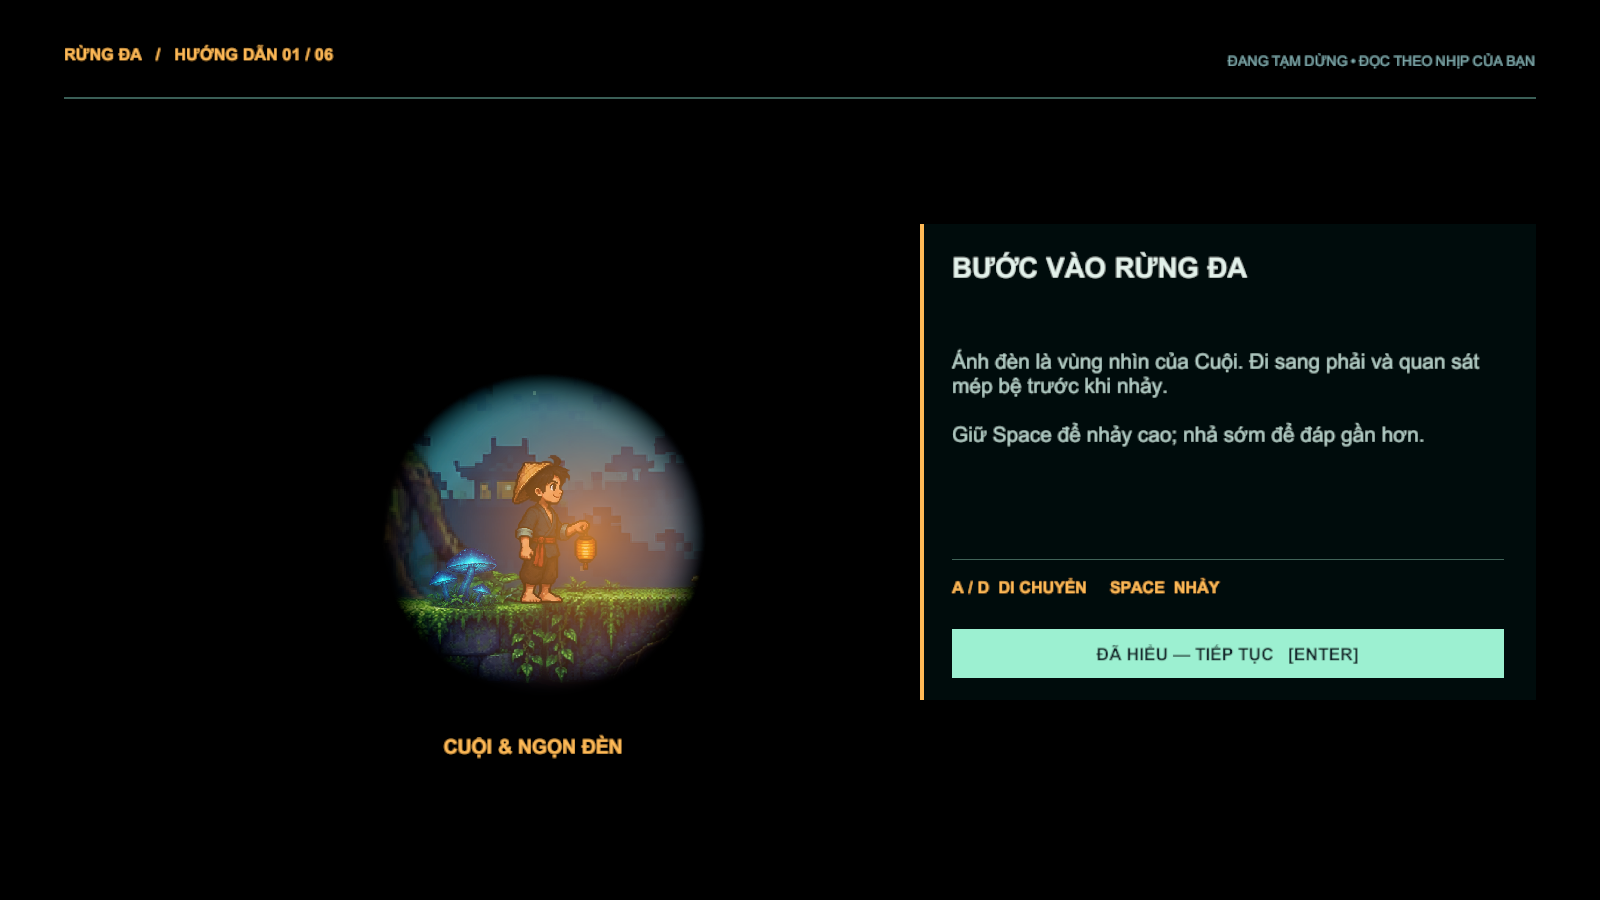 RỪNG ĐA / HƯỚNG DẪN 01 / 06
ĐANG TẠM DỪNG • ĐỌC THEO NHỊP CỦA BẠN
BƯỚC VÀO RỪNG ĐA
Ánh đèn là vùng nhìn của Cuội. Đi sang phải và quan sát
mép bệ trước khi nhảy.
Giữ Space để nhảy cao; nhả sớm để đáp gần hơn.
A / D DI CHUYỂN SPACE NHẢY
ĐÃ HIỂU — TIẾP TỤC [ENTER]
CUỘI & NGỌN ĐÈN